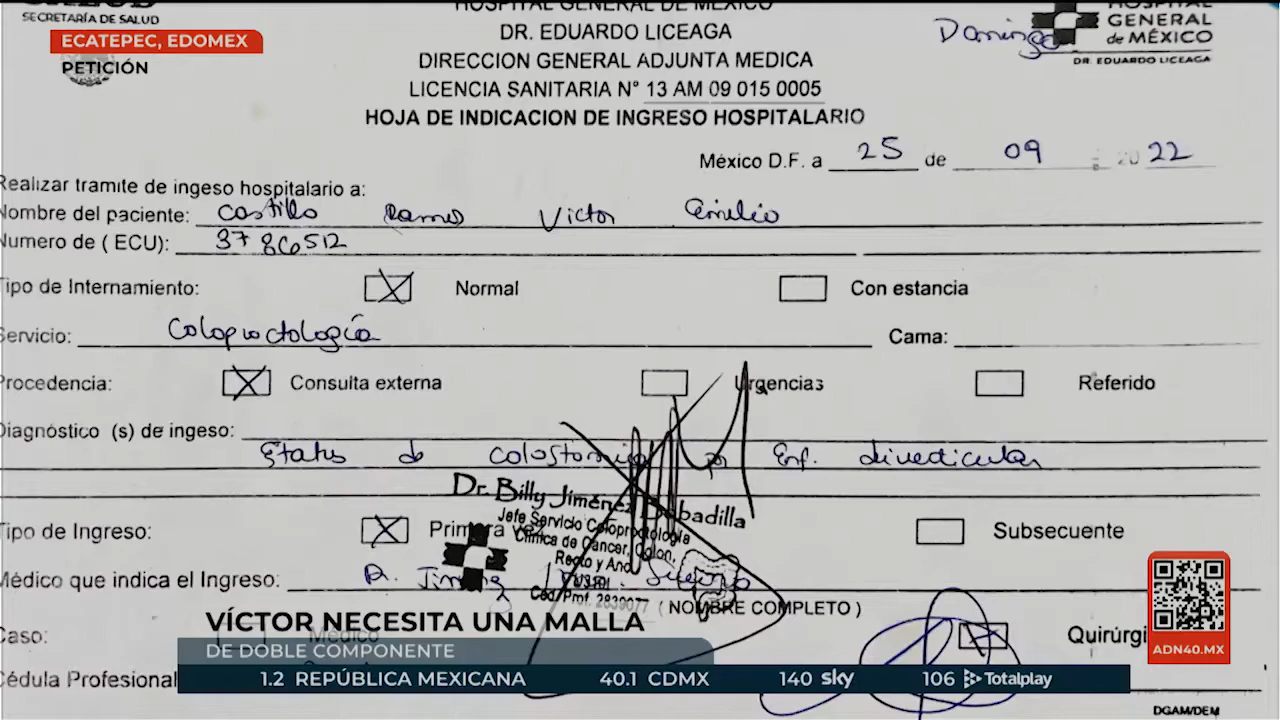 SECRETARÍA DE SALUD
ECATEPEC, EDOMEX
PETICIÓN
HOSPITAL GENERAL DE MÉXICO
DR. EDUARDO LICEAGA
DIRECCION GENERAL ADJUNTA MEDICA
LICENCIA SANITARIA N° 13 AM 09 015 0005
HOJA DE INDICACION DE INGRESO HOSPITALARIO
Domingo
HOSPITAL
GENERAL
de MÉXICO
DR. EDUARDO LICEAGA
México D.F. a 25 de 09 2022
Realizar tramite de ingeso hospitalario a:
Nombre del paciente: Castillo Ramos Victor Emilio
Numero de ( ECU): 3786512
Tipo de Internamiento: Normal Con estancia
Servicio: Coloproctología Cama:
Procedencia: Consulta externa Urgencias Referido
Diagnóstico (s) de ingeso:
Status de colostomia por Enf. diverticular
Dr. Billy Jiménez Bobadilla
Jefe Servicio Coloproctología
Clínica de Cancer, Colon,
Recto y Ano
Ced/Prof. 2839077
Tipo de Ingreso: Primera vez Subsecuente
Médico que indica el Ingreso:
( NOMBRE COMPLETO )
Caso: Médico Quirúrgi
Cédula Profesional
VÍCTOR NECESITA UNA MALLA
DE DOBLE COMPONENTE
1.2 REPÚBLICA MEXICANA 40.1 CDMX 140 sky 106 Totalplay
ADN40.MX
DGAM/DEM